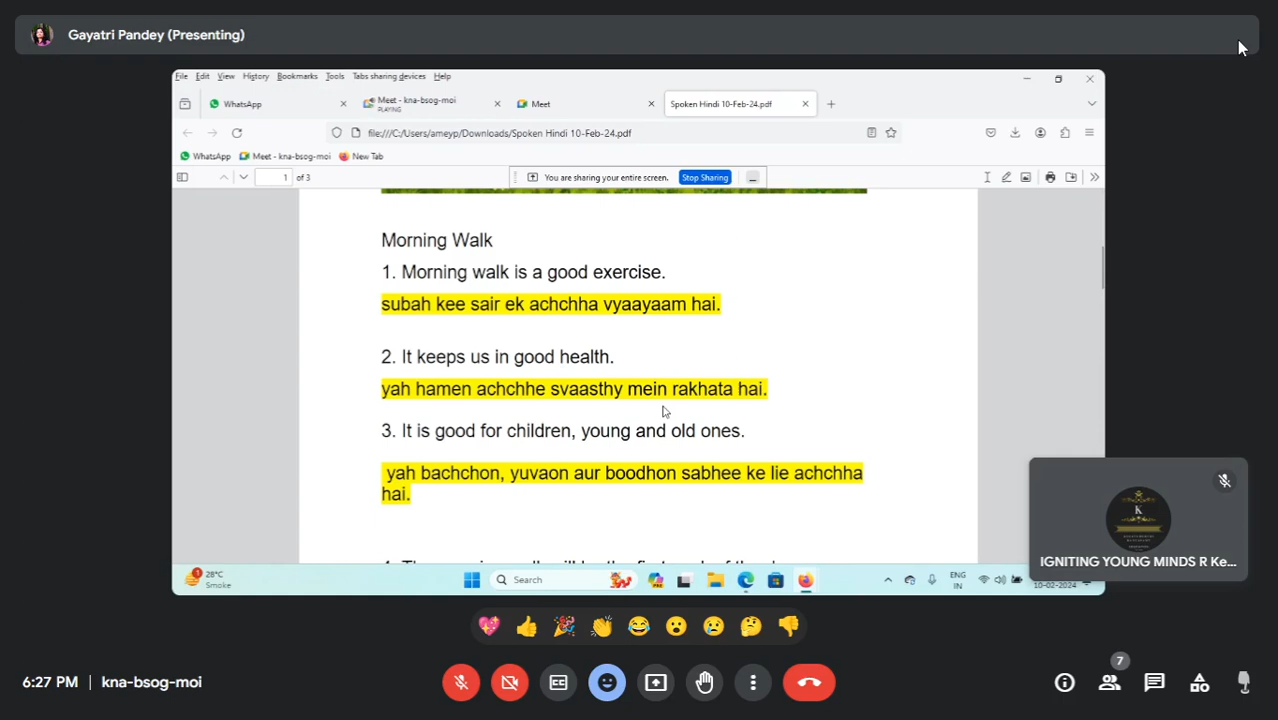 Gayatri Pandey (Presenting)
File Edit View History Bookmarks Tools Tabs sharing devices Help
WhatsApp
Meet - kna-bsog-moi
PLAYING
Meet
Spoken Hindi 10-Feb-24.pdf
file:///C:/Users/ameyp/Downloads/Spoken Hindi 10-Feb-24.pdf
WhatsApp Meet - kna-bsog-moi New Tab
1 of 3
You are sharing your entire screen. Stop Sharing
Morning Walk
1. Morning walk is a good exercise.
subah kee sair ek achchha vyaayaam hai.
2. It keeps us in good health.
yah hamen achchhe svaasthy mein rakhata hai.
3. It is good for children, young and old ones.
yah bachchon, yuvaon aur boodhon sabhee ke lie achchha
hai.
K
IGNITING YOUNG MINDS R Ke...
1
28°C
Smoke
Search
ENG
IN
10-02-2024
6:27 PM | kna-bsog-moi
7